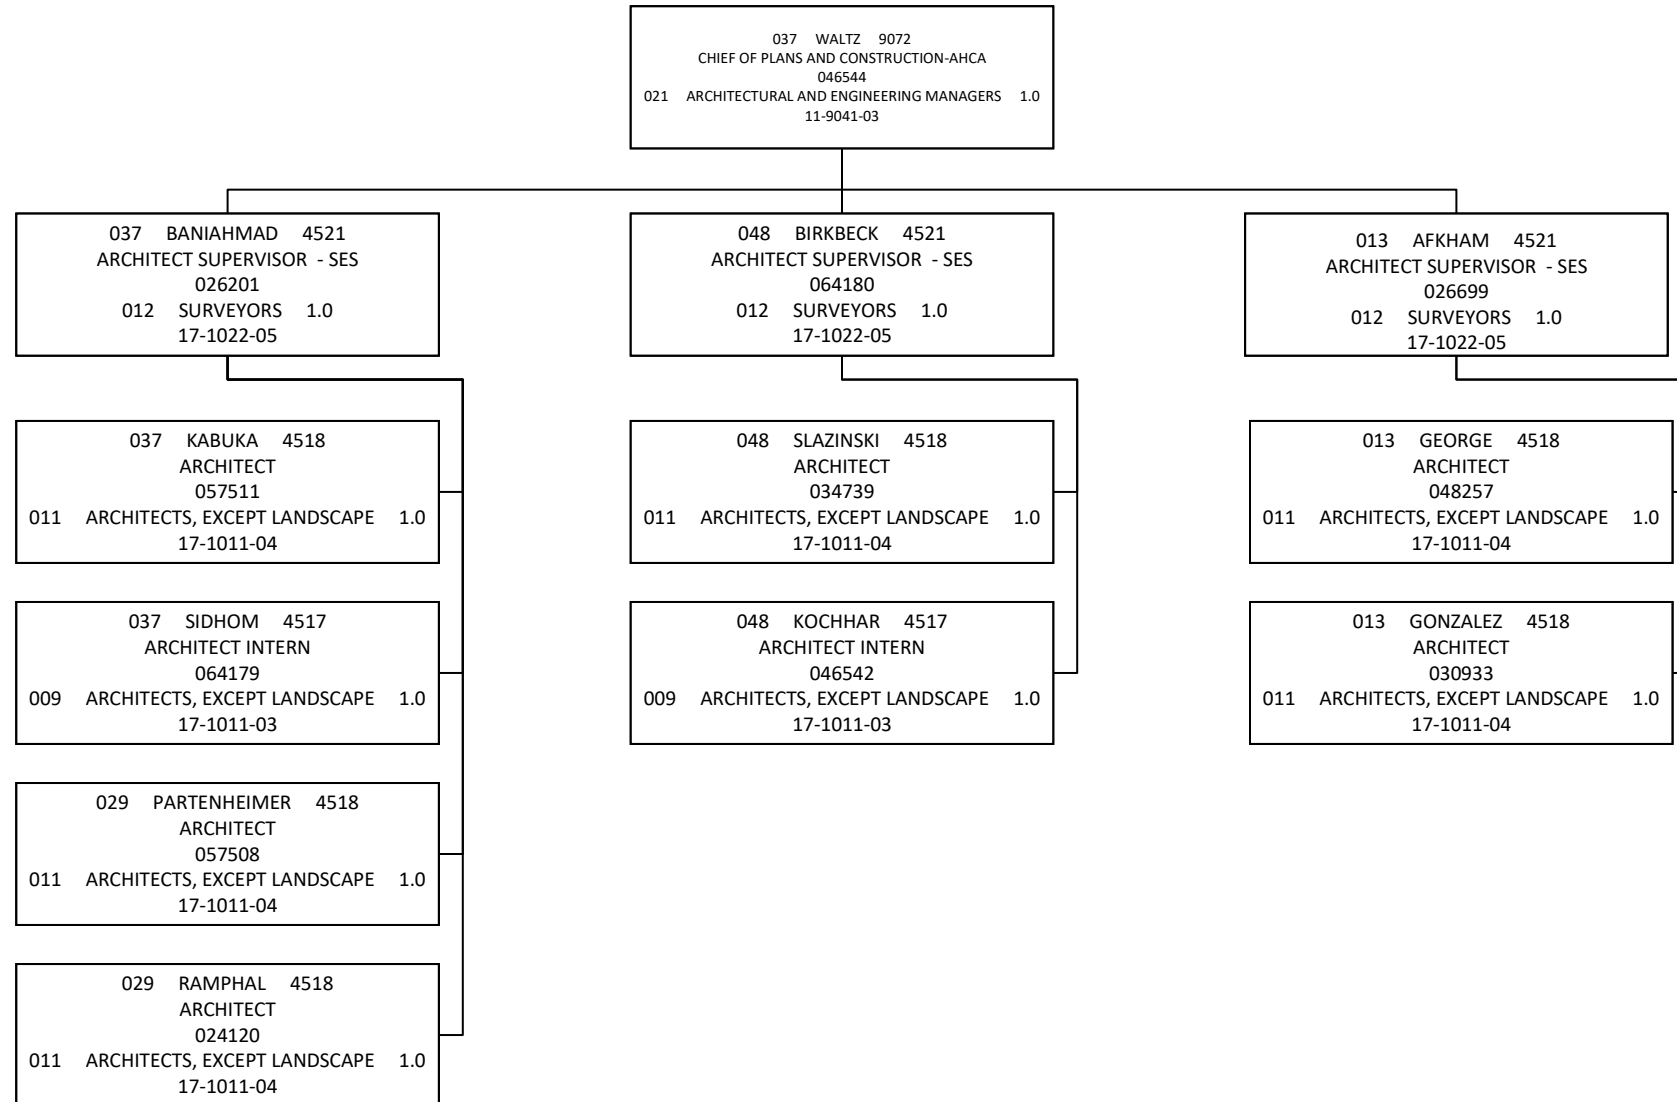 037 WALTZ 9072
CHIEF OF PLANS AND CONSTRUCTION-AHCA
046544
021 ARCHITECTURAL AND ENGINEERING MANAGERS 1.0
11-9041-03
037 BANIAHMAD 4521
ARCHITECT SUPERVISOR - SES
026201
012 SURVEYORS 1.0
17-1022-05
048 BIRKBECK 4521
ARCHITECT SUPERVISOR - SES
064180
012 SURVEYORS 1.0
17-1022-05
013 AFKHAM 4521
ARCHITECT SUPERVISOR - SES
026699
012 SURVEYORS 1.0
17-1022-05
037 KABUKA 4518
ARCHITECT
057511
011 ARCHITECTS, EXCEPT LANDSCAPE 1.0
17-1011-04
048 SLAZINSKI 4518
ARCHITECT
034739
011 ARCHITECTS, EXCEPT LANDSCAPE 1.0
17-1011-04
013 GEORGE 4518
ARCHITECT
048257
011 ARCHITECTS, EXCEPT LANDSCAPE 1.0
17-1011-04
037 SIDHOM 4517
ARCHITECT INTERN
064179
009 ARCHITECTS, EXCEPT LANDSCAPE 1.0
17-1011-03
048 KOCHHAR 4517
ARCHITECT INTERN
046542
009 ARCHITECTS, EXCEPT LANDSCAPE 1.0
17-1011-03
013 GONZALEZ 4518
ARCHITECT
030933
011 ARCHITECTS, EXCEPT LANDSCAPE 1.0
17-1011-04
029 PARTENHEIMER 4518
ARCHITECT
057508
011 ARCHITECTS, EXCEPT LANDSCAPE 1.0
17-1011-04
029 RAMPHAL 4518
ARCHITECT
024120
011 ARCHITECTS, EXCEPT LANDSCAPE 1.0
17-1011-04